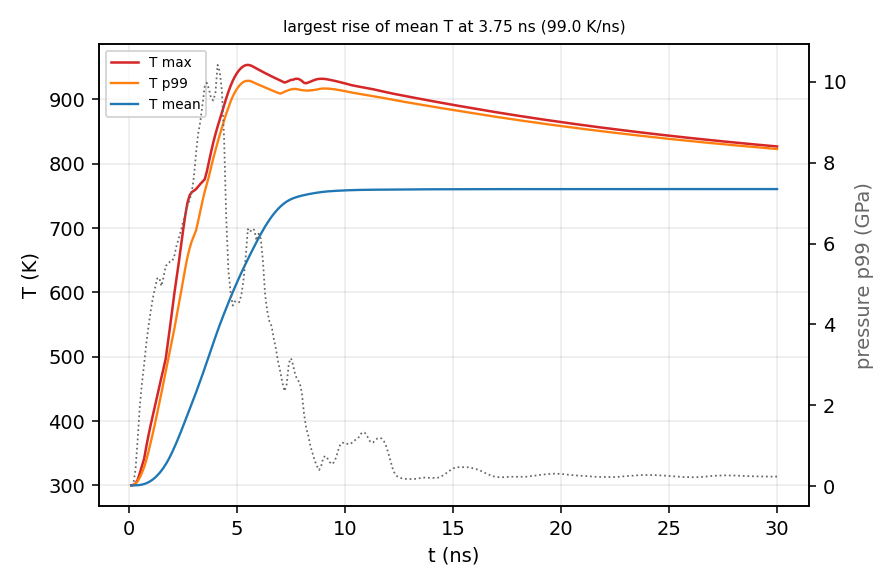 largest rise of mean T at 3.75 ns (99.0 K/ns)
T max
T p99
T mean
T (K)
900
800
700
600
500
400
300
10
8
6
4
2
0
pressure p99 (GPa)
0
5
10
15
20
25
30
t (ns)